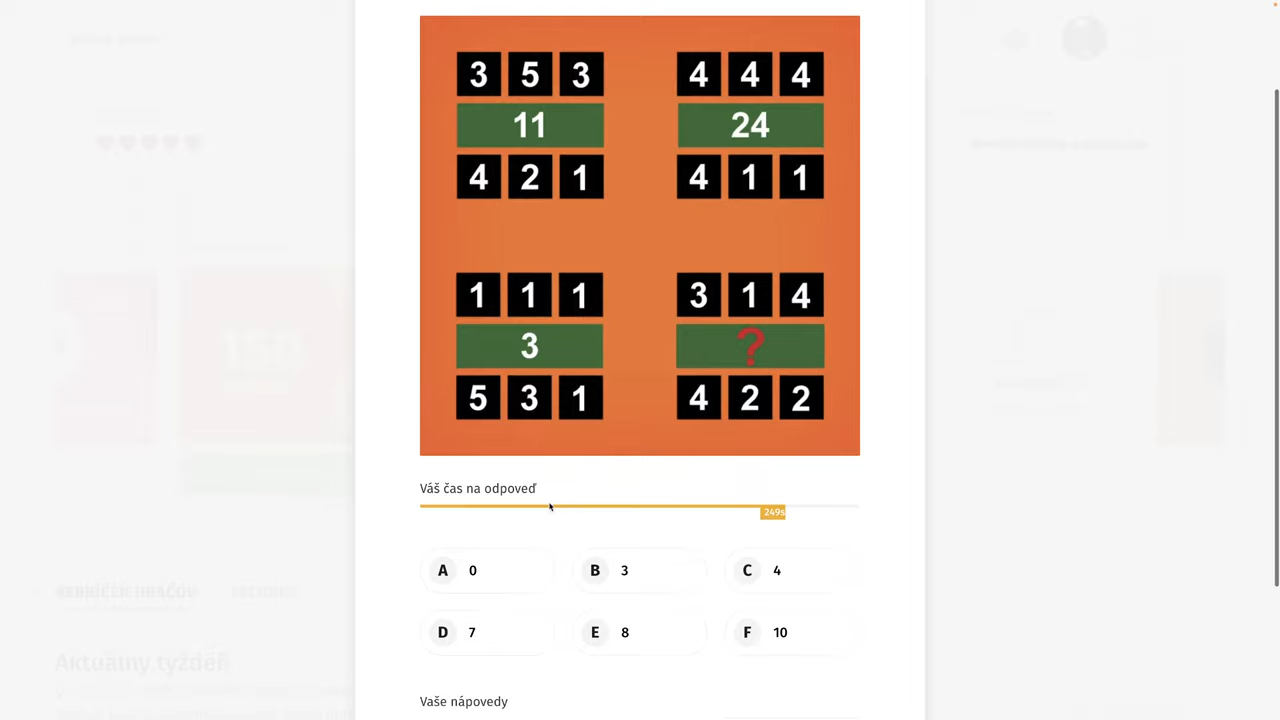 3 5 3
4 4 4
11
24
4 2 1
4 1 1
1 1 1
3 1 4
3
?
5 3 1
4 2 2
Váš čas na odpoveď
249s
A 0
B 3
C 4
D 7
E 8
F 10
Aktuálny týždeň
Vaše nápovedy